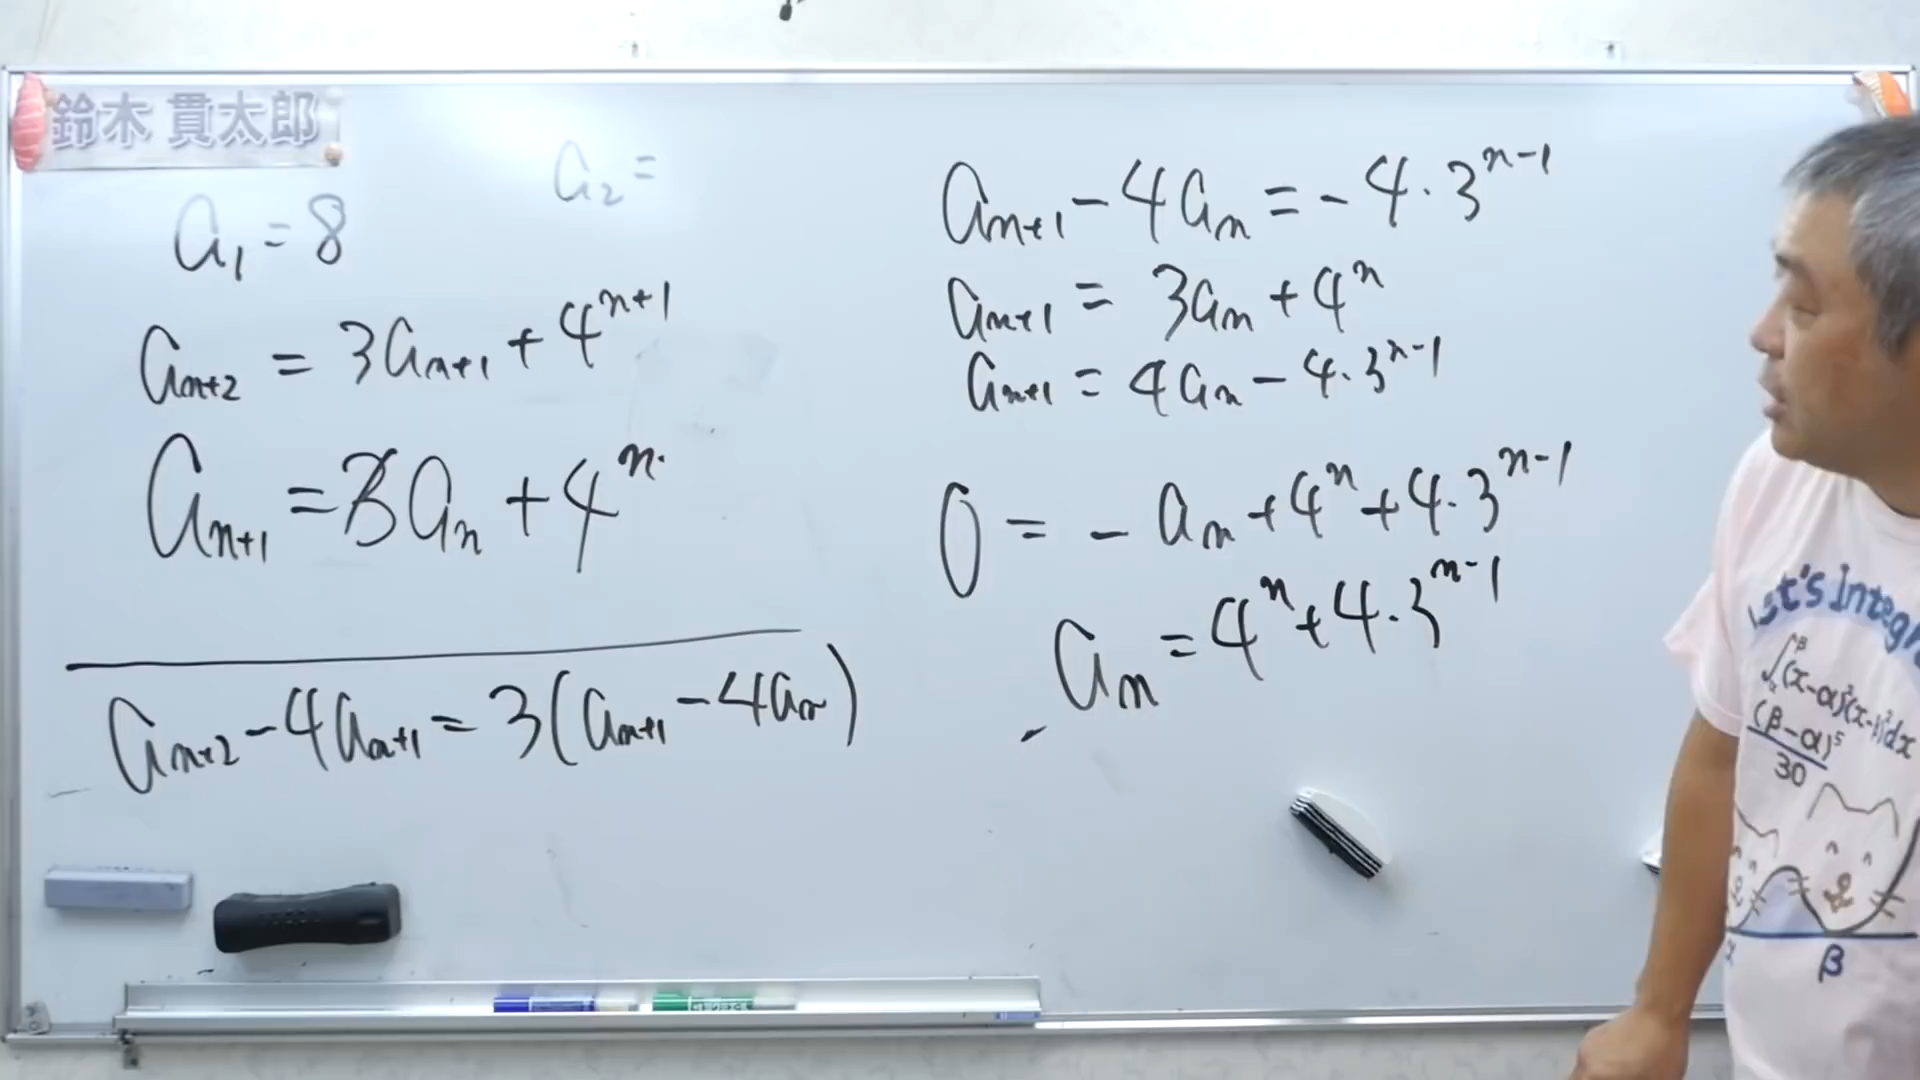 鈴木 貫太郎
a₁ = 8
a₂ =
aₙ₊₂ = 3aₙ₊₁ + 4ⁿ⁺¹
aₙ₊₁ = 3aₙ + 4ⁿ
aₙ₊₂ - 4aₙ₊₁ = 3(aₙ₊₁ - 4aₙ)
aₙ₊₁ - 4aₙ = - 4・3ⁿ⁻¹
aₙ₊₁ = 3aₙ + 4ⁿ
aₙ₊₁ = 4aₙ - 4・3ⁿ⁻¹
0 = - aₙ + 4ⁿ + 4・3ⁿ⁻¹
aₙ = 4ⁿ + 4・3ⁿ⁻¹
(β-α)⁵
30
β